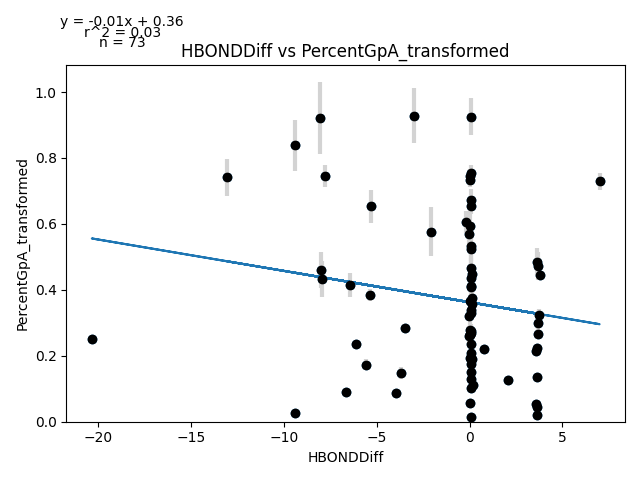 y = -0.01x + 0.36
r^2 = 0.03
n = 73
HBONDDiff vs PercentGpA_transformed
PercentGpA_transformed
1.0
0.8
0.6
0.4
0.2
0.0
−20
−15
−10
−5
0
5
HBONDDiff